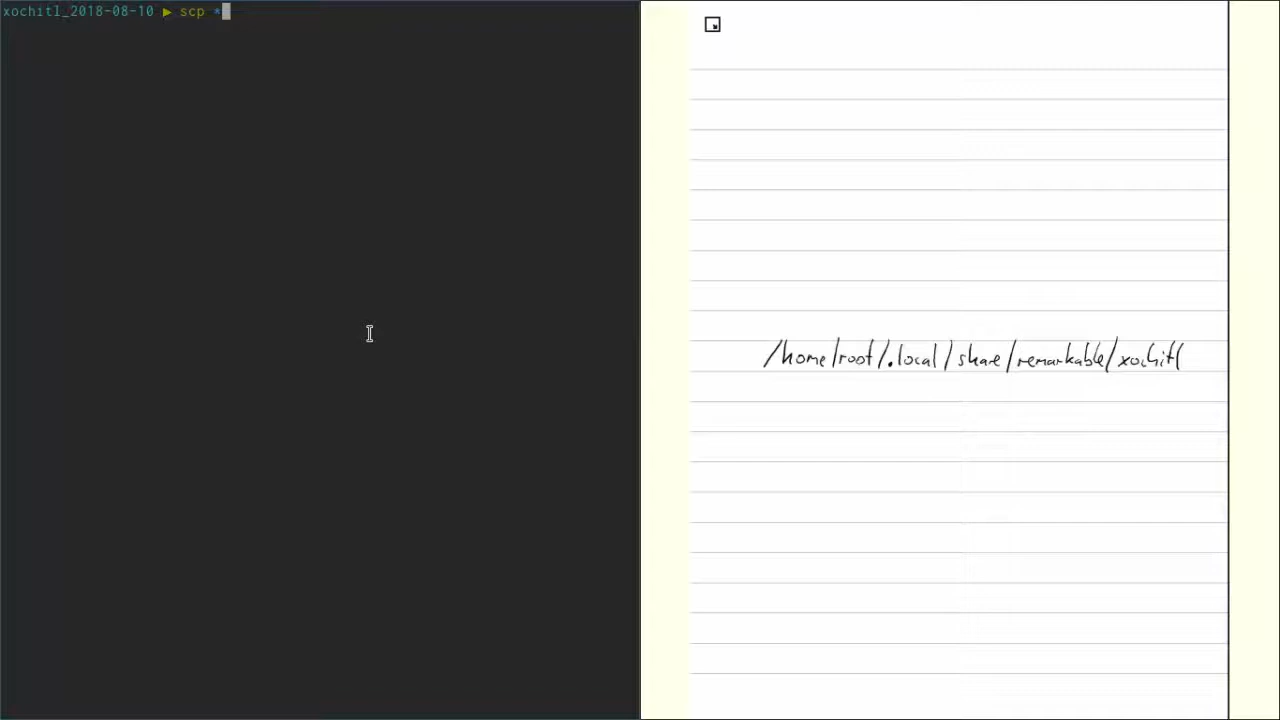 xochitl_2018-08-10 ▶ scp *
/home/root/.local/share/remarkable/xochitl